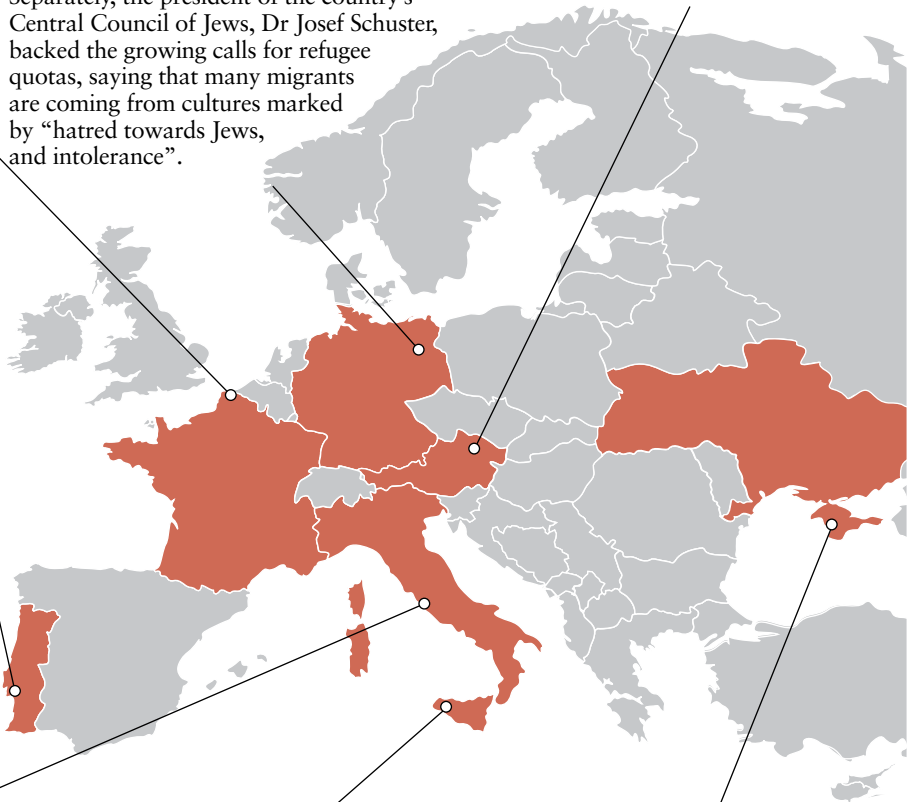 Separately, the president of the country’s
Central Council of Jews, Dr Josef Schuster,
backed the growing calls for refugee
quotas, saying that many migrants
are coming from cultures marked
by “hatred towards Jews,
and intolerance”.